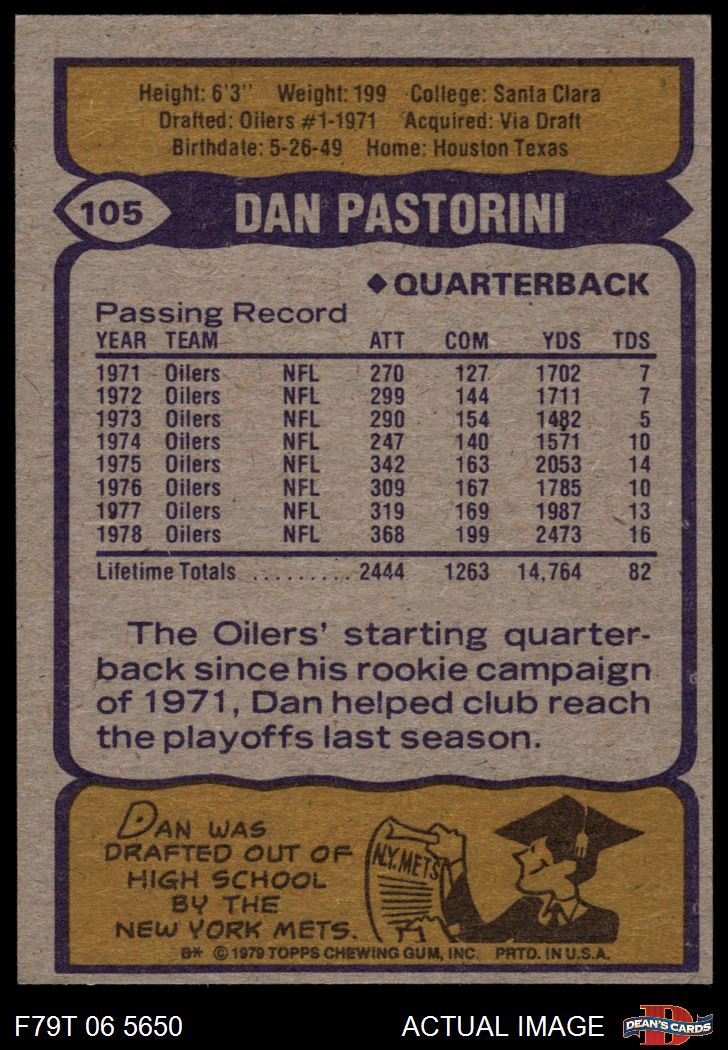 Height: 6'3" Weight: 199 College: Santa Clara
Drafted: Oilers #1-1971 Acquired: Via Draft
Birthdate: 5-26-49 Home: Houston Texas
105 DAN PASTORINI
◆ QUARTERBACK
Passing Record
YEAR TEAM ATT COM YDS TDS
1971 Oilers NFL 270 127 1702 7
1972 Oilers NFL 299 144 1711 7
1973 Oilers NFL 290 154 1482 5
1974 Oilers NFL 247 140 1571 10
1975 Oilers NFL 342 163 2053 14
1976 Oilers NFL 309 167 1785 10
1977 Oilers NFL 319 169 1987 13
1978 Oilers NFL 368 199 2473 16
Lifetime Totals .......... 2444 1263 14,764 82
The Oilers' starting quarter-
back since his rookie campaign
of 1971, Dan helped club reach
the playoffs last season.
DAN WAS
DRAFTED OUT OF
HIGH SCHOOL
BY THE
NEW YORK METS.
N.Y. METS
B* © 1979 TOPPS CHEWING GUM, INC. PRTD. IN U.S.A.
F79T 06 5650 ACTUAL IMAGE D DEAN'S CARDS